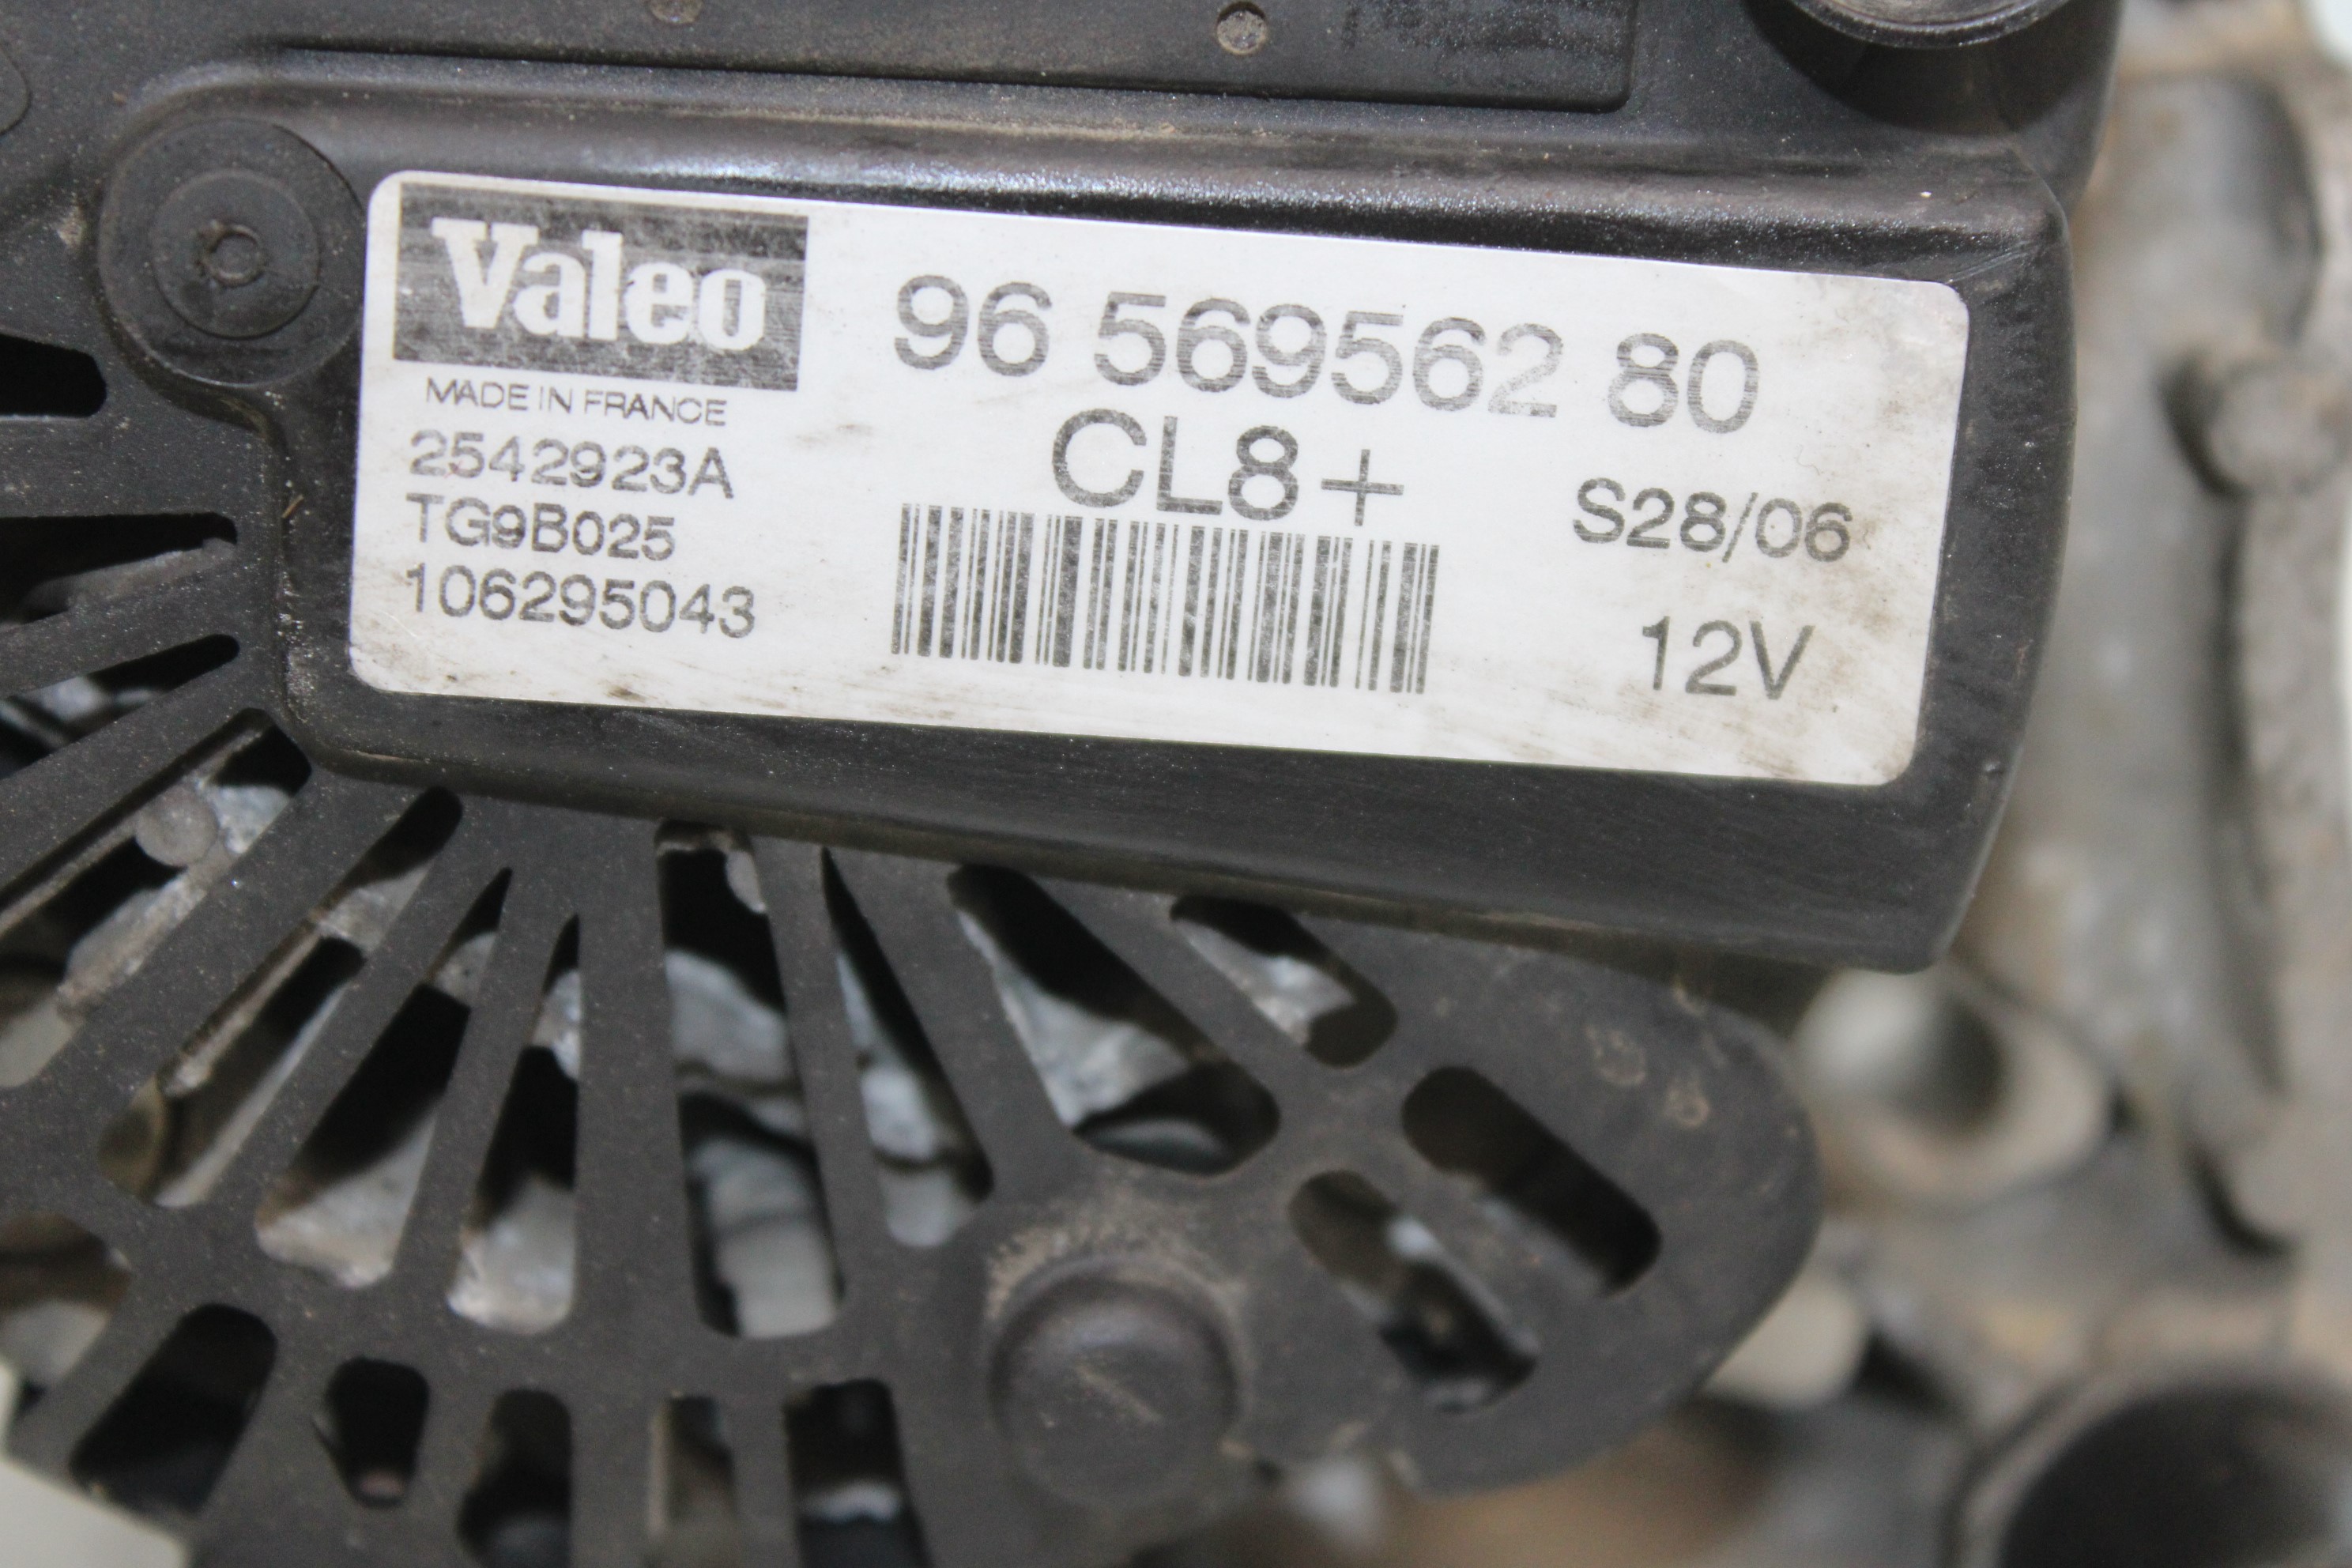 Valeo
MADE IN FRANCE
2542923A
TG9B025
106295043
96 569562 80
CL8+
S28/06
12V